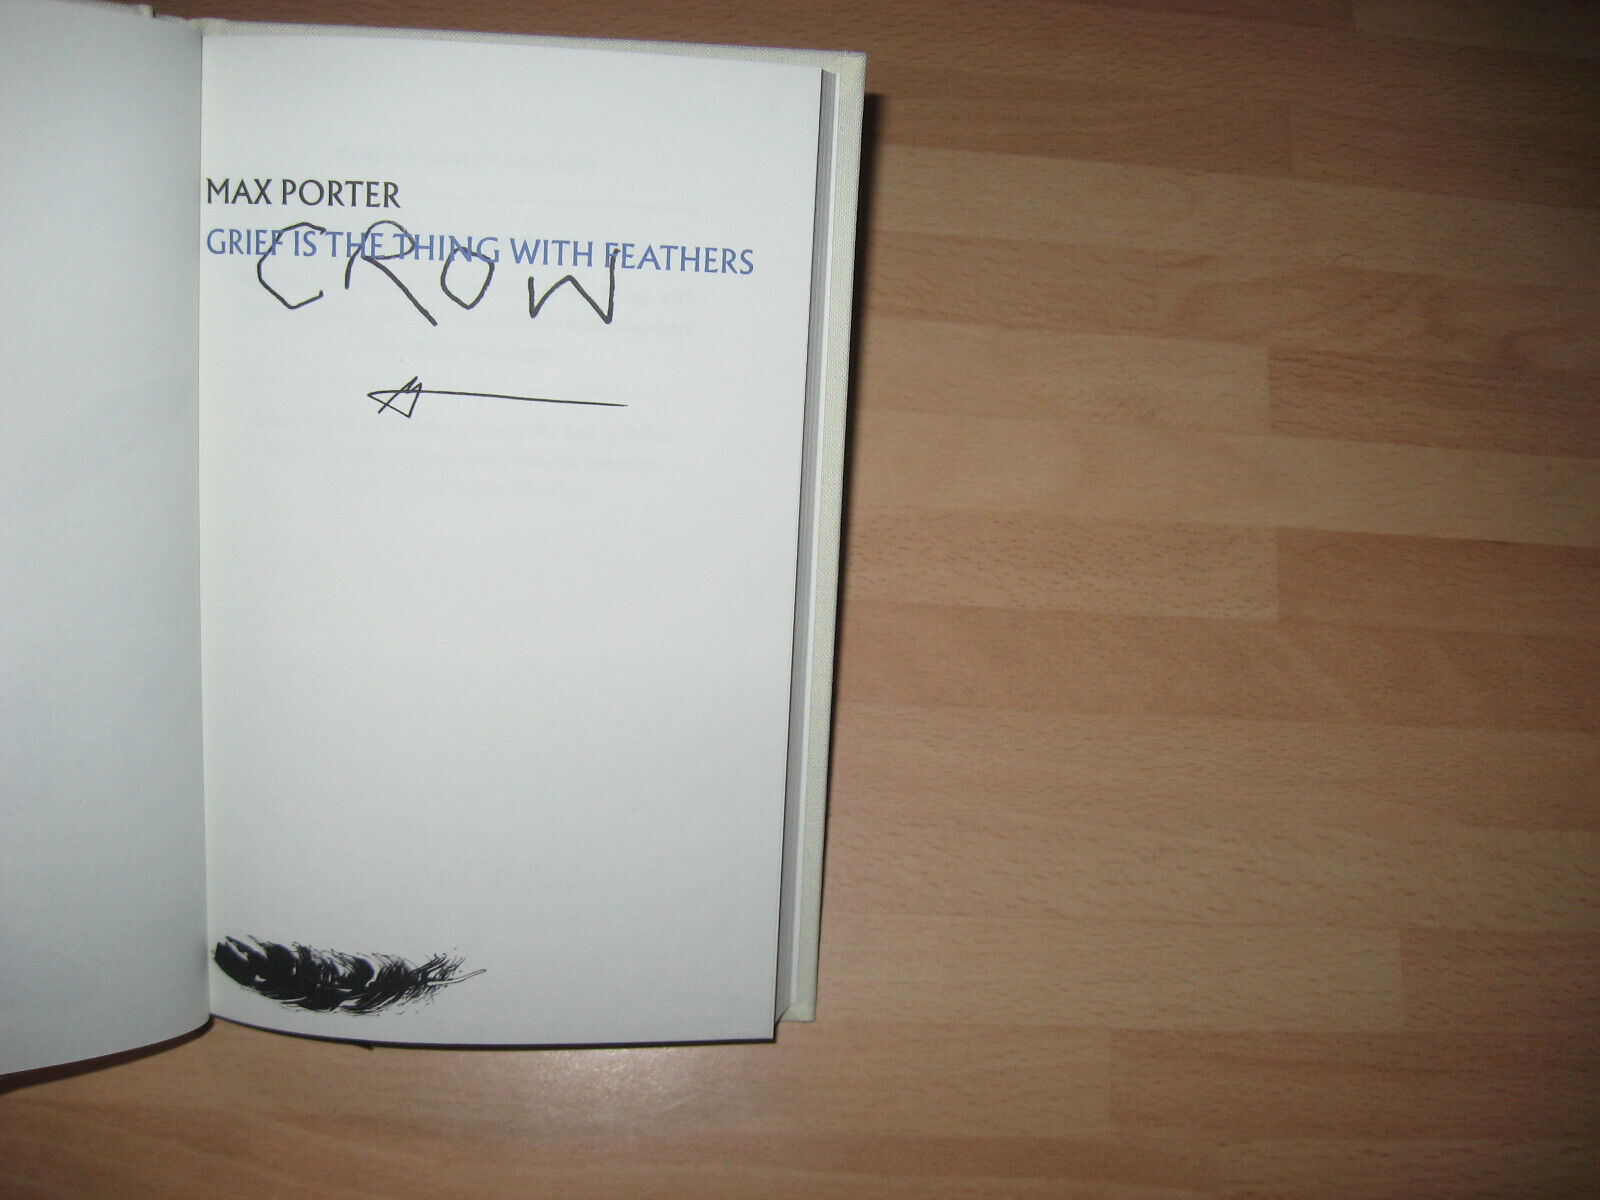 MAX PORTER
GRIEF IS THE THING WITH FEATHERS
CROW